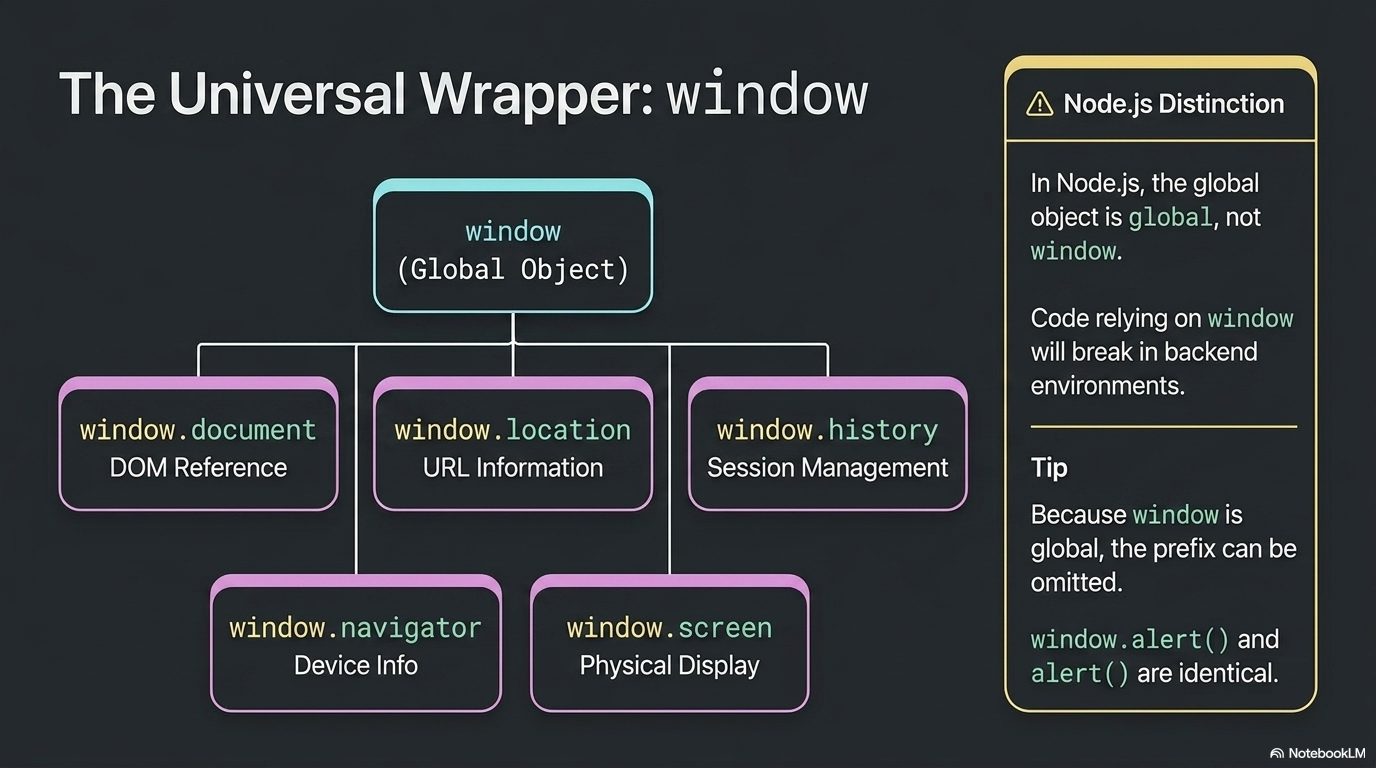 The Universal Wrapper: window
window
(Global Object)
window.document
DOM Reference
window.location
URL Information
window.history
Session Management
window.navigator
Device Info
window.screen
Physical Display
Node.js Distinction
In Node.js, the global
object is global, not
window.
Code relying on window
will break in backend
environments.
Tip
Because window is
global, the prefix can be
omitted.
window.alert() and
alert() are identical.
NotebookLM